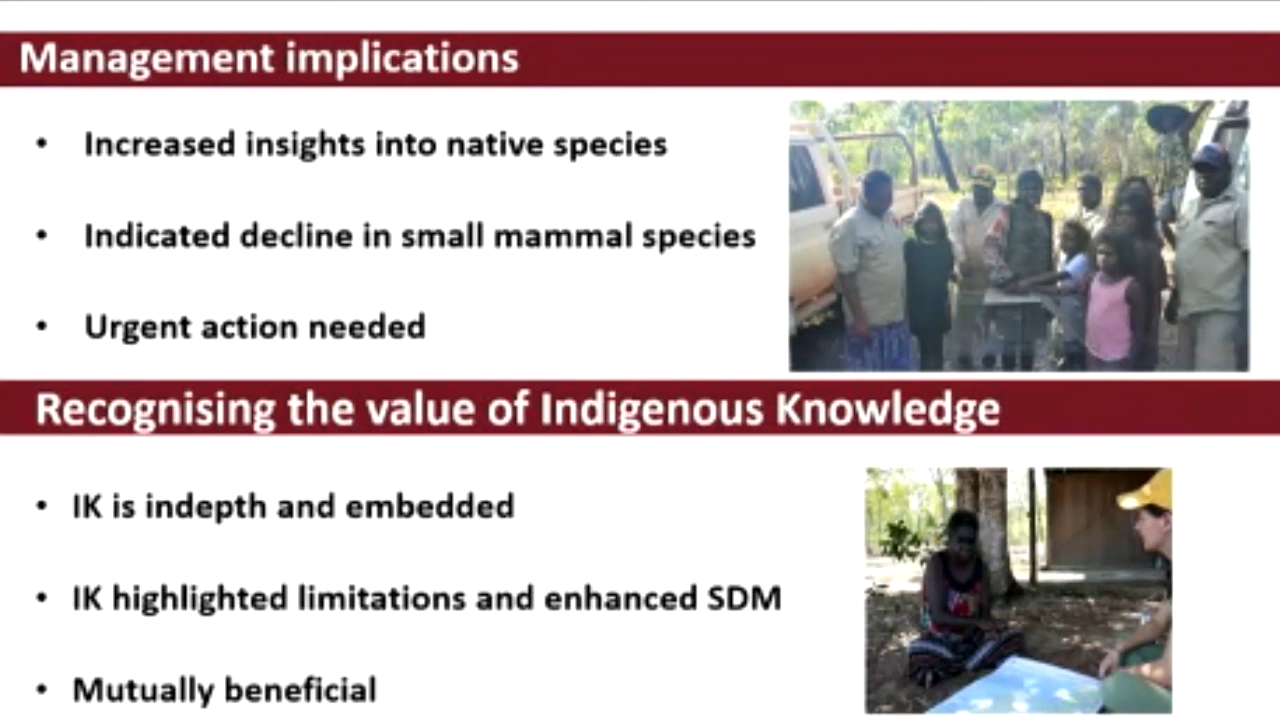 Management implications
• Increased insights into native species
• Indicated decline in small mammal species
• Urgent action needed
Recognising the value of Indigenous Knowledge
• IK is indepth and embedded
• IK highlighted limitations and enhanced SDM
• Mutually beneficial